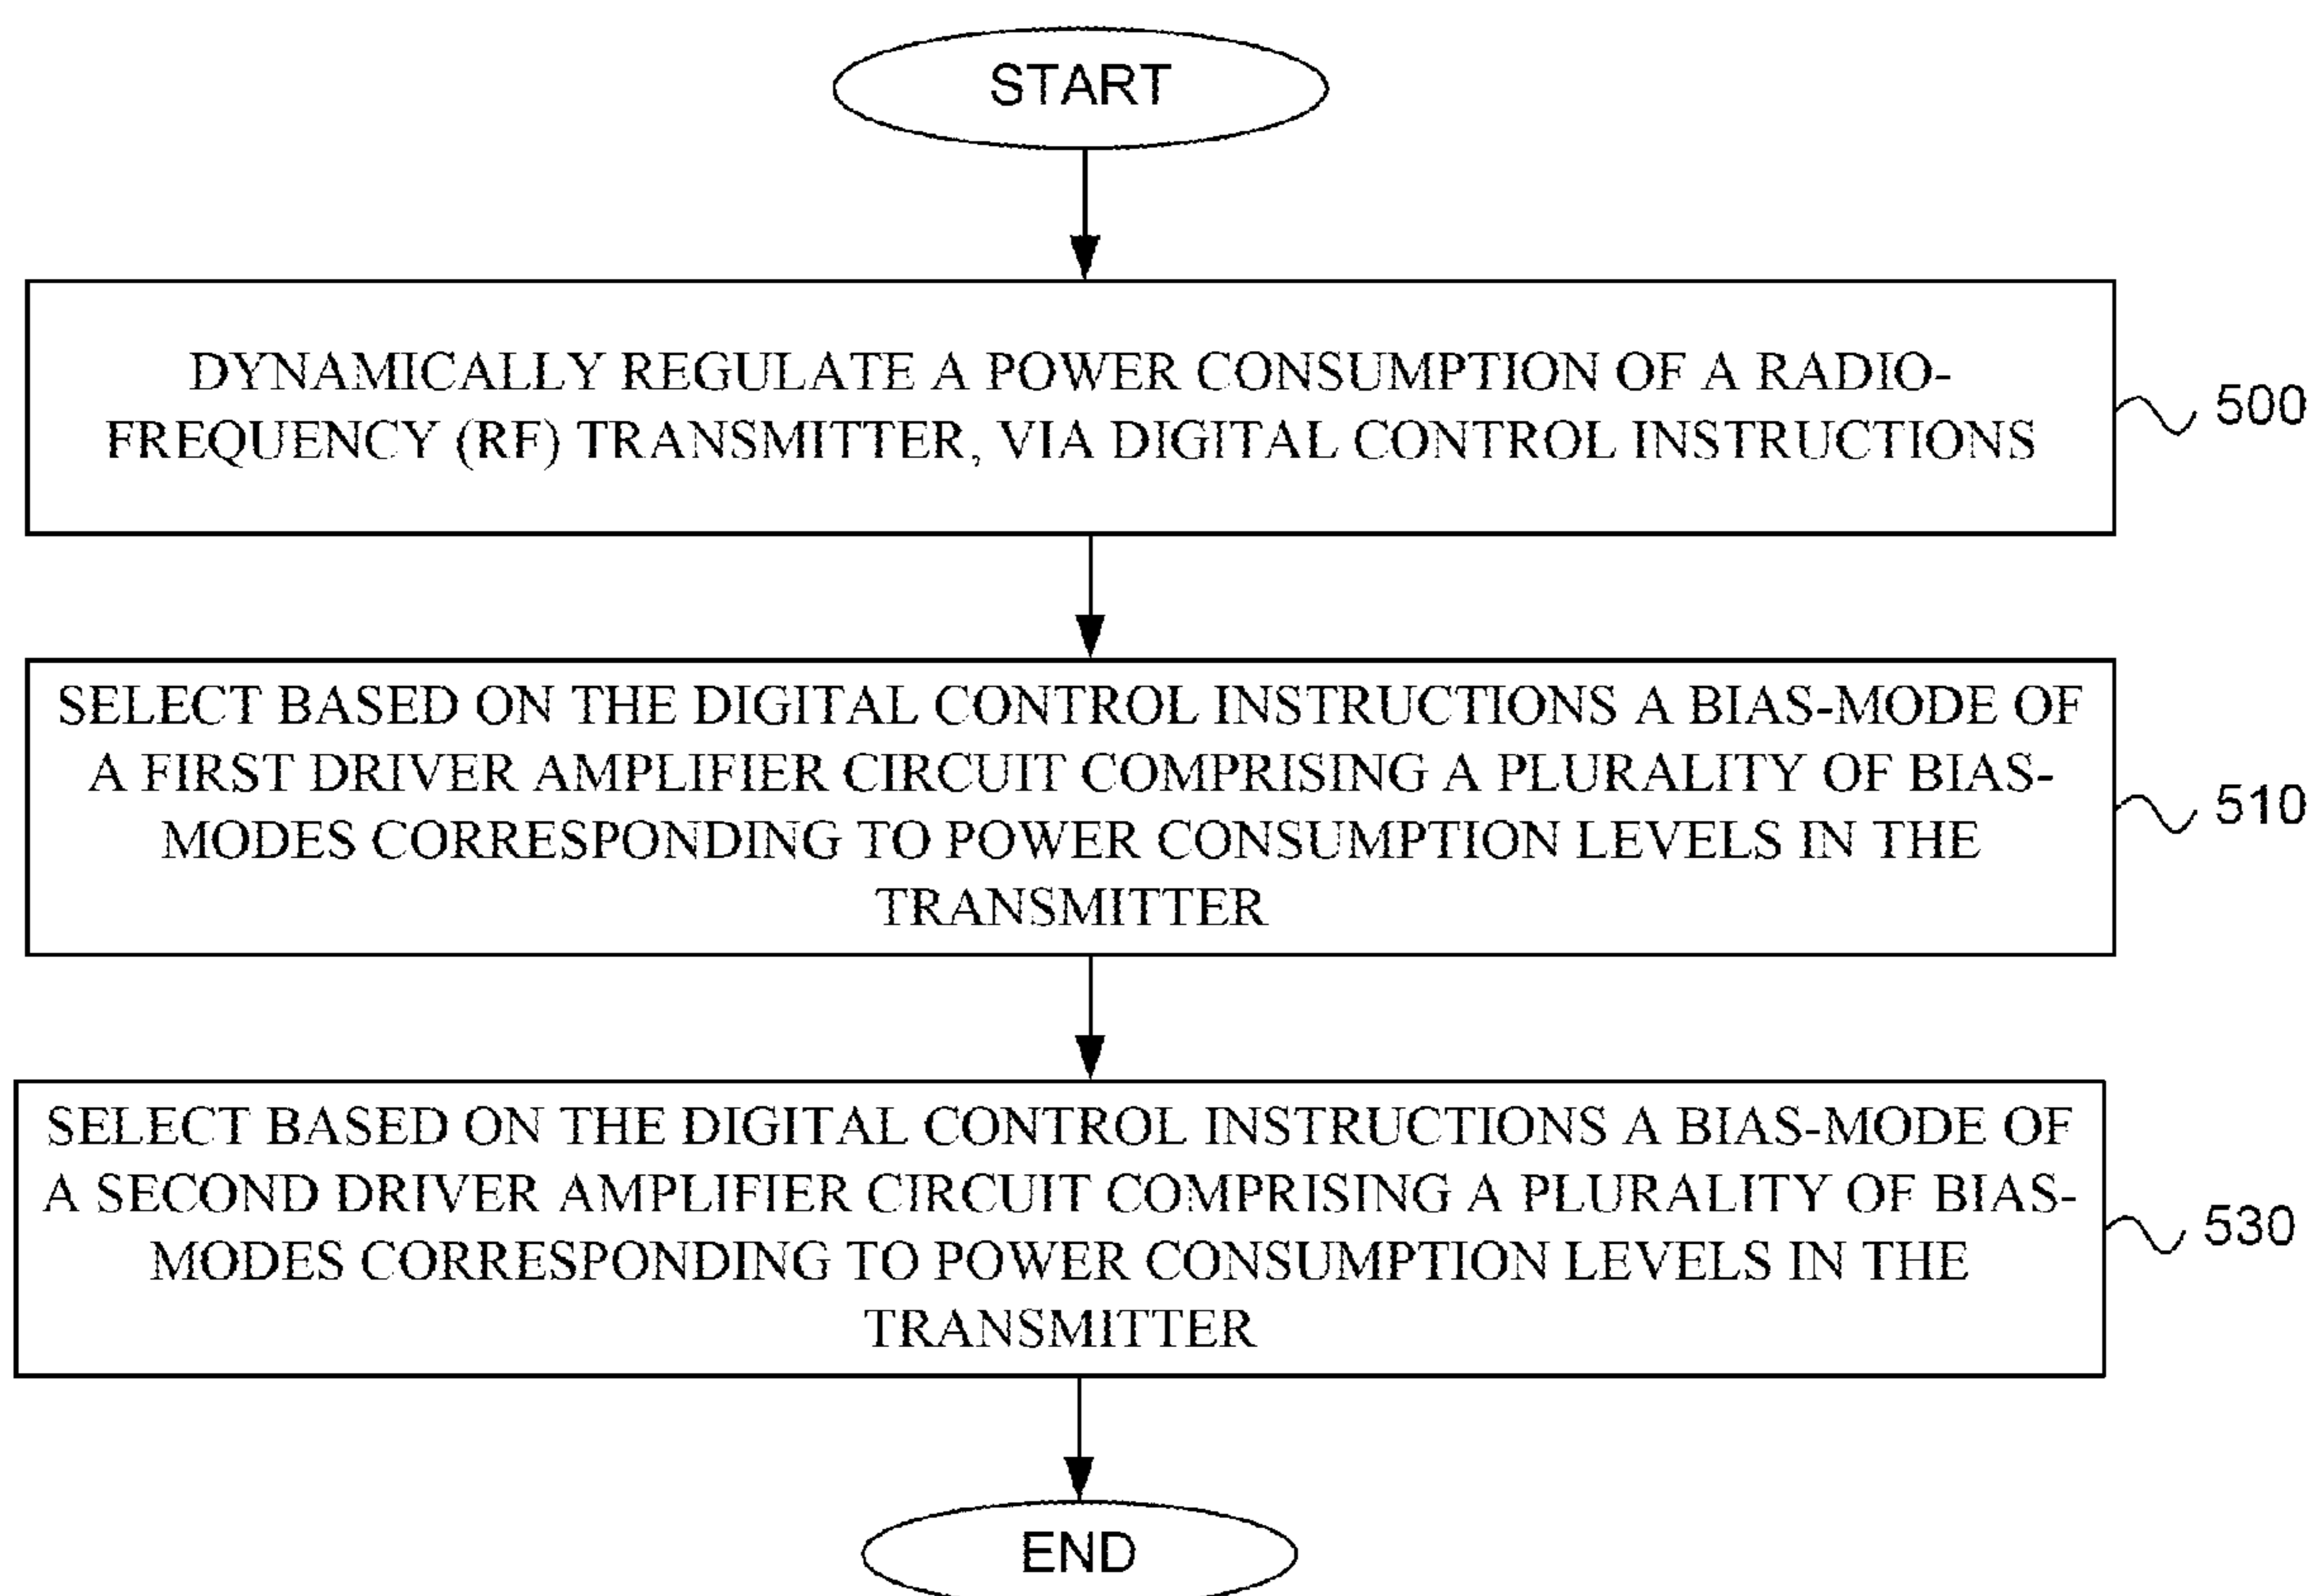 START
DYNAMICALLY REGULATE A POWER CONSUMPTION OF A RADIO-
FREQUENCY (RF) TRANSMITTER, VIA DIGITAL CONTROL INSTRUCTIONS
500
SELECT BASED ON THE DIGITAL CONTROL INSTRUCTIONS A BIAS-MODE OF
A FIRST DRIVER AMPLIFIER CIRCUIT COMPRISING A PLURALITY OF BIAS-
MODES CORRESPONDING TO POWER CONSUMPTION LEVELS IN THE
TRANSMITTER
510
SELECT BASED ON THE DIGITAL CONTROL INSTRUCTIONS A BIAS-MODE OF
A SECOND DRIVER AMPLIFIER CIRCUIT COMPRISING A PLURALITY OF BIAS-
MODES CORRESPONDING TO POWER CONSUMPTION LEVELS IN THE
TRANSMITTER
530
END